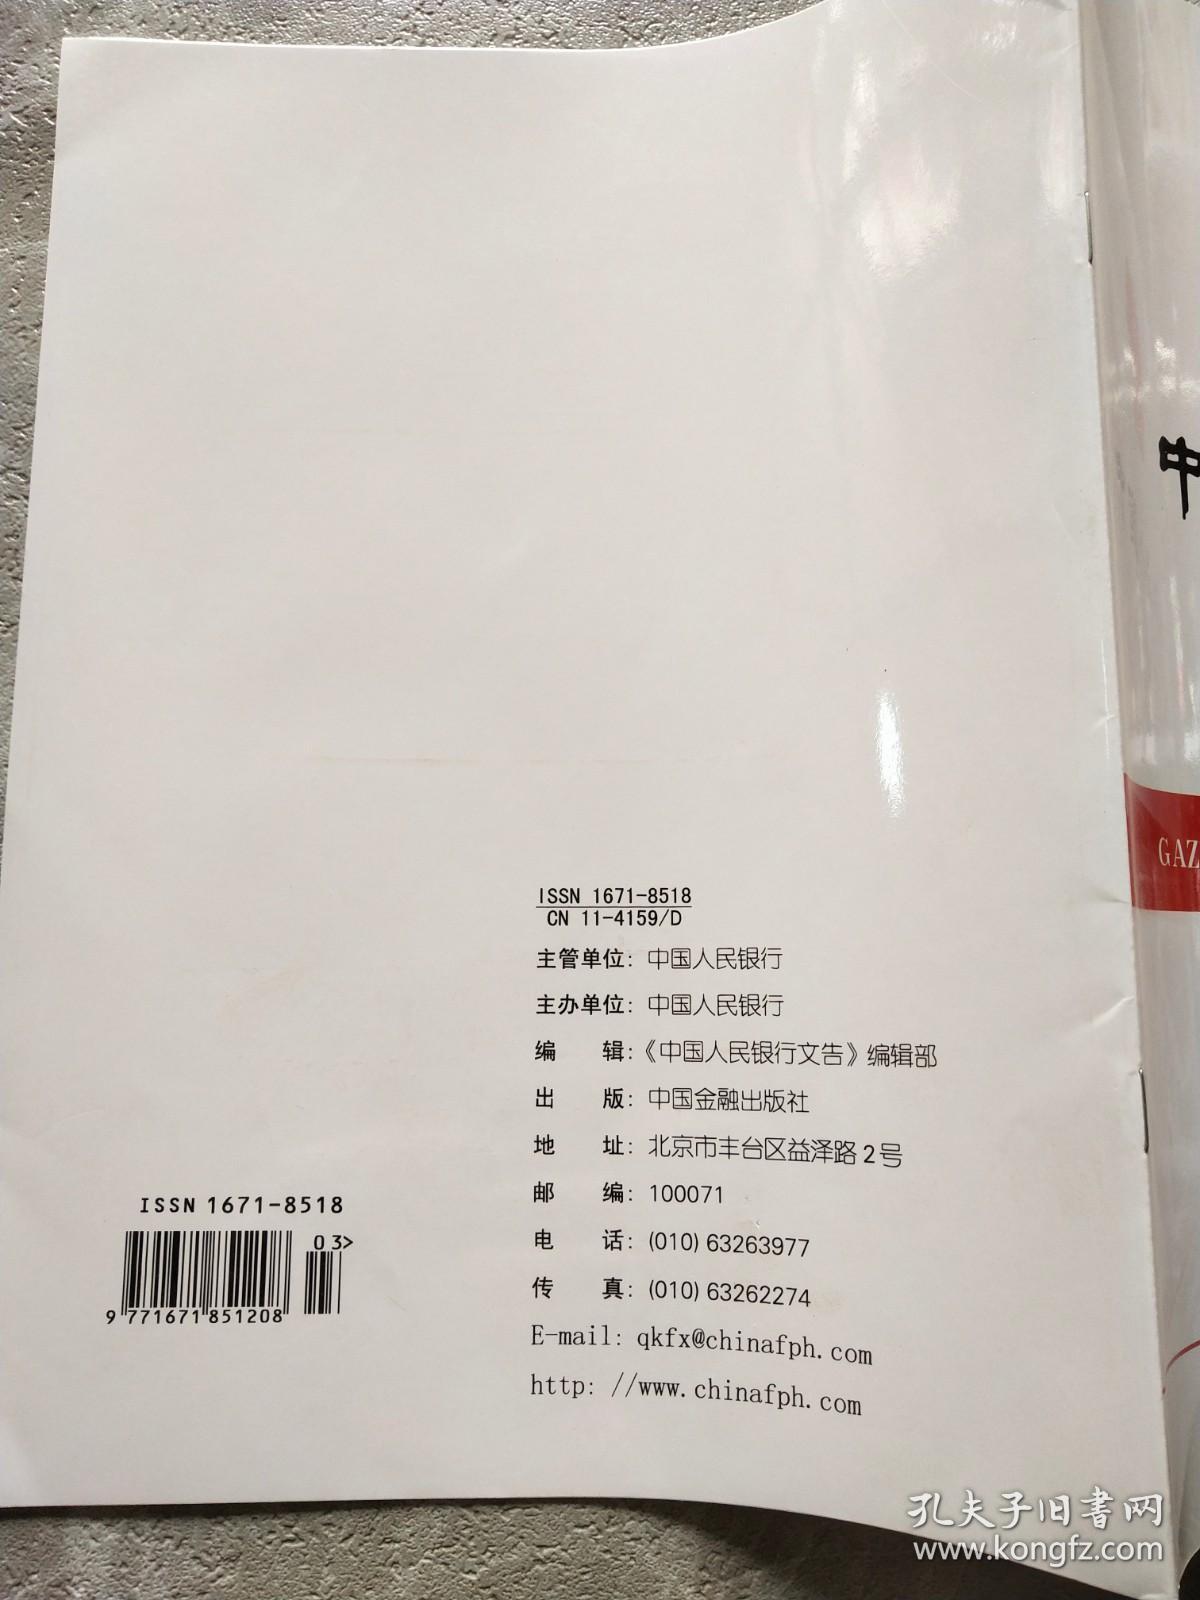 中
GAZ
ISSN 1671-8518
CN 11-4159/D
主管单位：中国人民银行
主办单位：中国人民银行
编 辑：《中国人民银行文告》编辑部
出 版：中国金融出版社
地 址：北京市丰台区益泽路2号
邮 编：100071
电 话：(010) 63263977
传 真：(010) 63262274
E-mail: qkfx@chinafph.com
http: //www.chinafph.com
ISSN 1671-8518
03>
9 771671 851208
孔夫子旧书网
www.kongfz.com